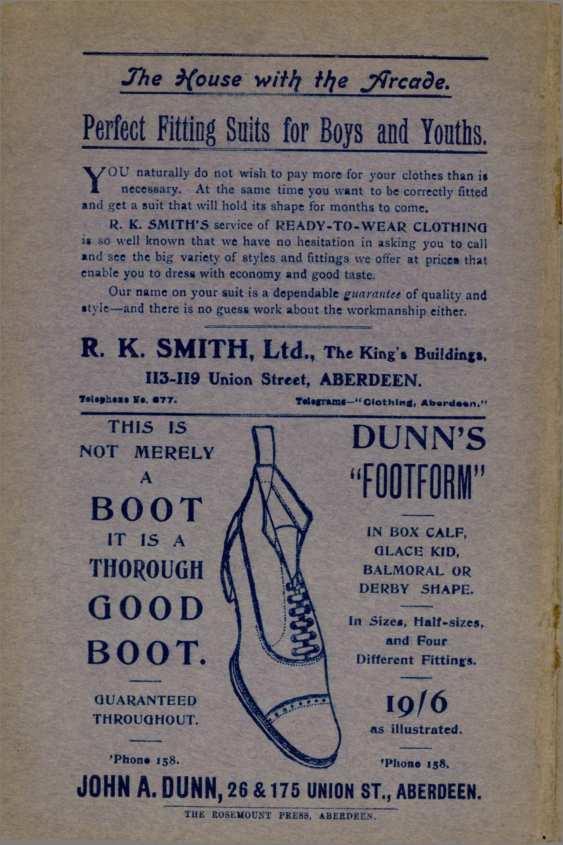 The House with the Arcade.
Perfect Fitting Suits for Boys and Youths.
YOU naturally do not wish to pay more for your clothes than is
necessary. At the same time you want to be correctly fitted
and get a suit that will hold its shape for months to come.
R. K. SMITH'S service of READY-TO-WEAR CLOTHING
is so well known that we have no hesitation in asking you to call
and see the big variety of styles and fittings we offer at prices that
enable you to dress with economy and good taste.
Our name on your suit is a dependable guarantee of quality and
style—and there is no guess work about the workmanship either.
R. K. SMITH, Ltd., The King's Buildings,
113-119 Union Street, ABERDEEN.
Telephone No. 677. Telegrams—"Clothing, Aberdeen."
THIS IS
NOT MERELY
A
BOOT
IT IS A
THOROUGH
GOOD
BOOT.
GUARANTEED
THROUGHOUT.
'Phone 158.
DUNN'S
"FOOTFORM"
IN BOX CALF,
GLACE KID,
BALMORAL OR
DERBY SHAPE.
In Sizes, Half-sizes,
and Four
Different Fittings.
19/6
as illustrated.
'Phone 158.
JOHN A. DUNN, 26 & 175 UNION ST., ABERDEEN.
THE ROSEMOUNT PRESS, ABERDEEN.